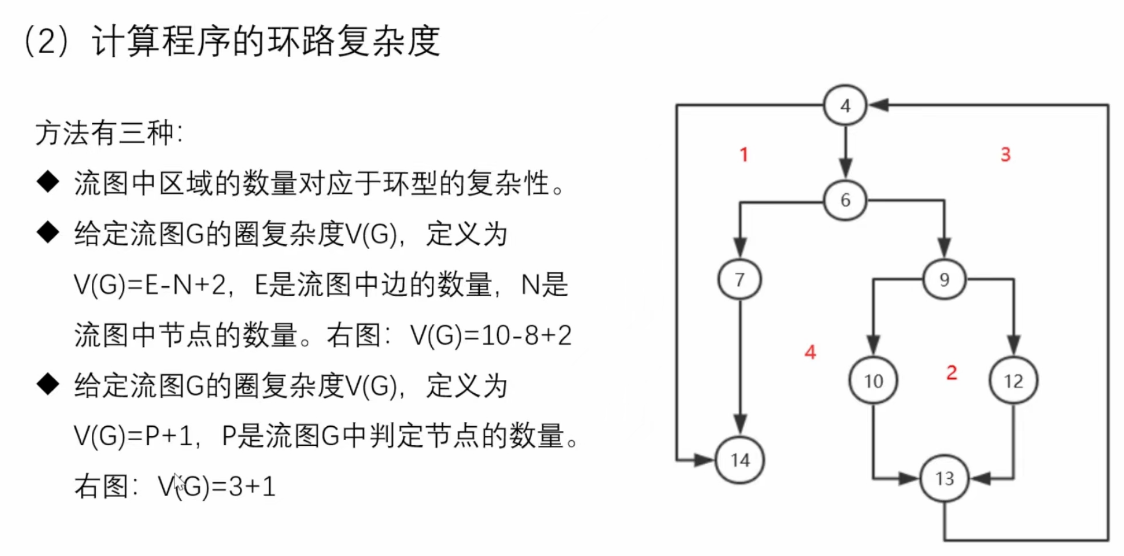 （2）计算程序的环路复杂度
方法有三种：
◆ 流图中区域的数量对应于环型的复杂性。
◆ 给定流图G的圈复杂度V(G)，定义为
V(G)=E-N+2，E是流图中边的数量，N是
流图中节点的数量。右图：V(G)=10-8+2
◆ 给定流图G的圈复杂度V(G)，定义为
V(G)=P+1，P是流图G中判定节点的数量。
右图：V(G)=3+1
4
1
3
6
7
9
4
10
2
12
14
13